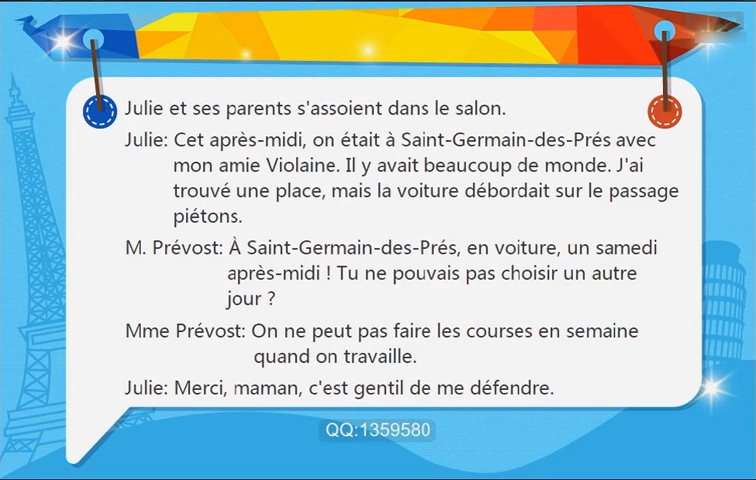 Julie et ses parents s'assoient dans le salon.
Julie: Cet après-midi, on était à Saint-Germain-des-Prés avec
mon amie Violaine. Il y avait beaucoup de monde. J'ai
trouvé une place, mais la voiture débordait sur le passage
piétons.
M. Prévost: À Saint-Germain-des-Prés, en voiture, un samedi
après-midi ! Tu ne pouvais pas choisir un autre
jour ?
Mme Prévost: On ne peut pas faire les courses en semaine
quand on travaille.
Julie: Merci, maman, c'est gentil de me défendre.
QQ:1359580